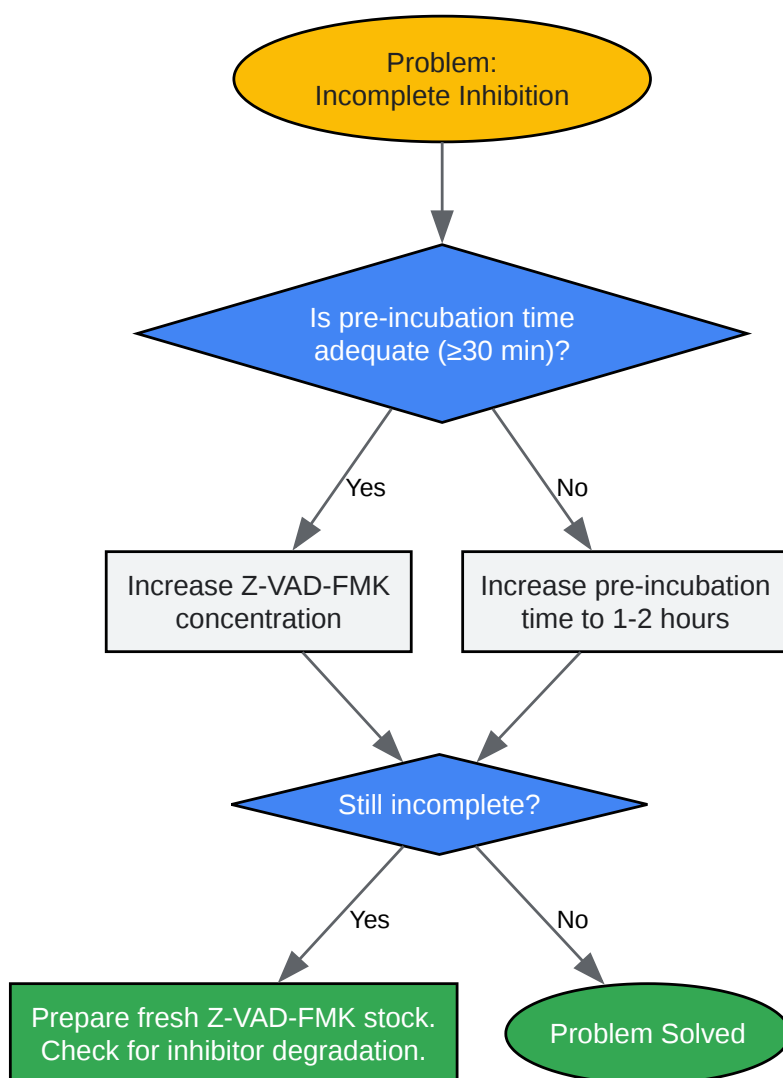 Problem:
Incomplete Inhibition
Is pre-incubation time
adequate (≥30 min)?
Yes
No
Increase Z-VAD-FMK
concentration
Increase pre-incubation
time to 1-2 hours
Still incomplete?
Yes
No
Prepare fresh Z-VAD-FMK stock.
Check for inhibitor degradation.
Problem Solved